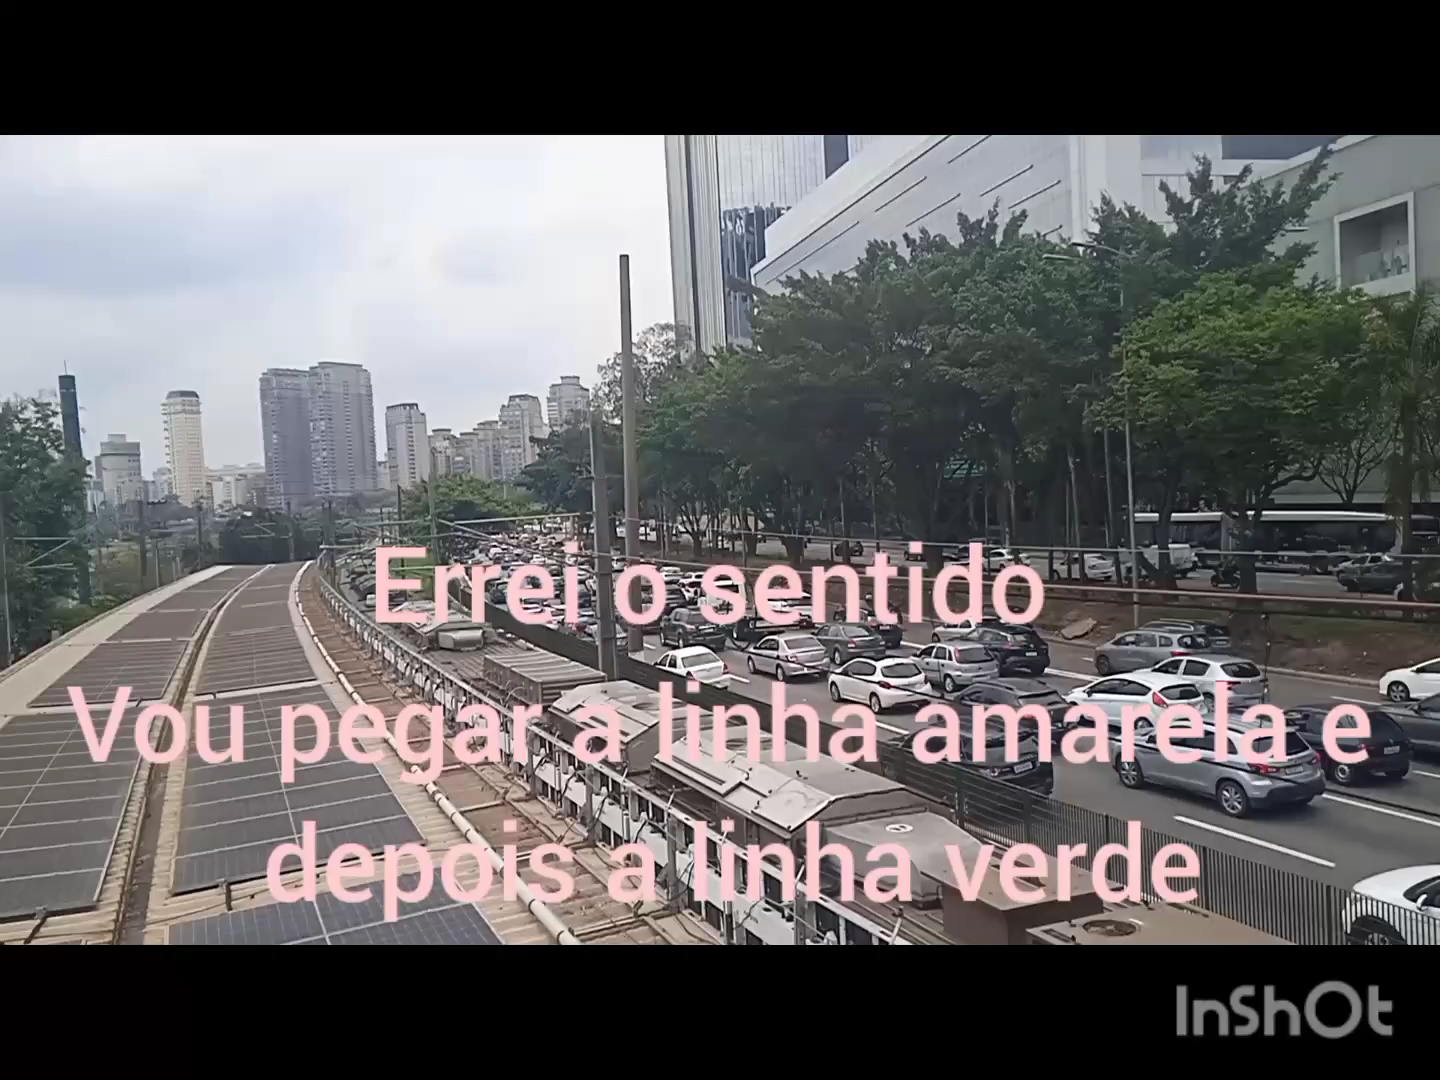 Errei o sentido
Vou pegar a linha amarela e
depois a linha verde
InShOt